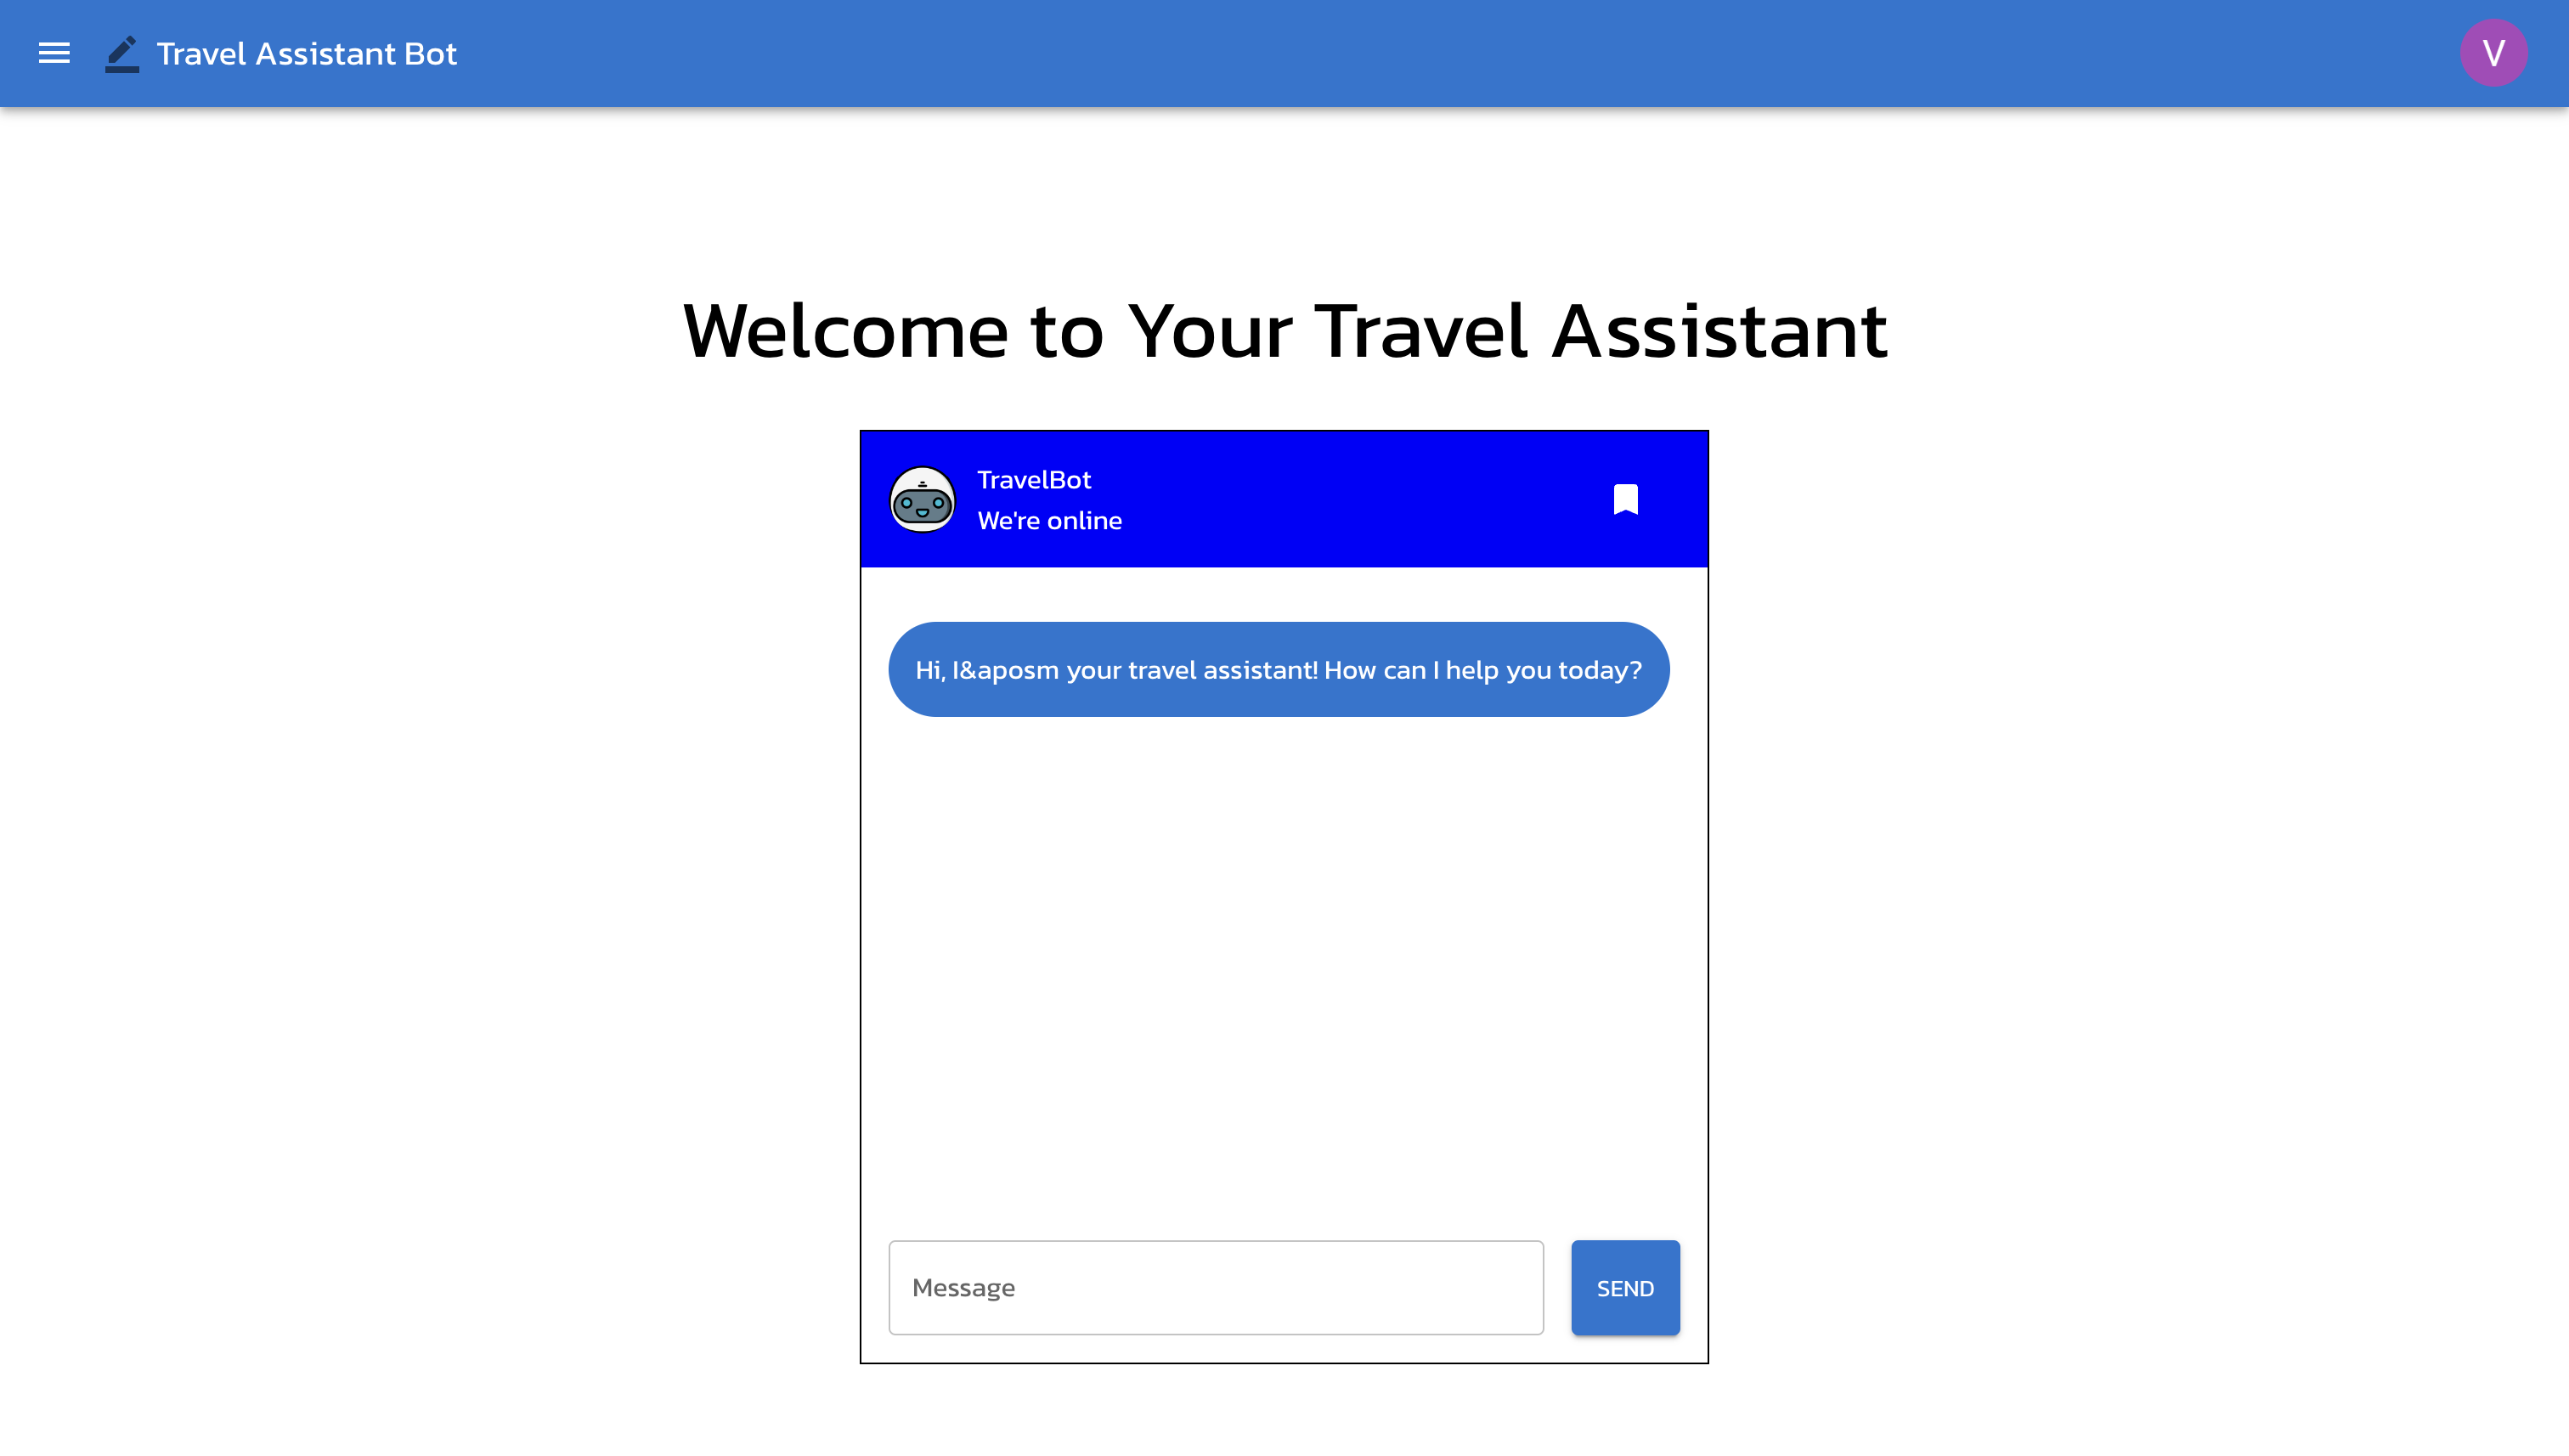 Travel Assistant Bot
V
Welcome to Your Travel Assistant
TravelBot
We're online
Hi, I&aposm your travel assistant! How can I help you today?
Message
SEND